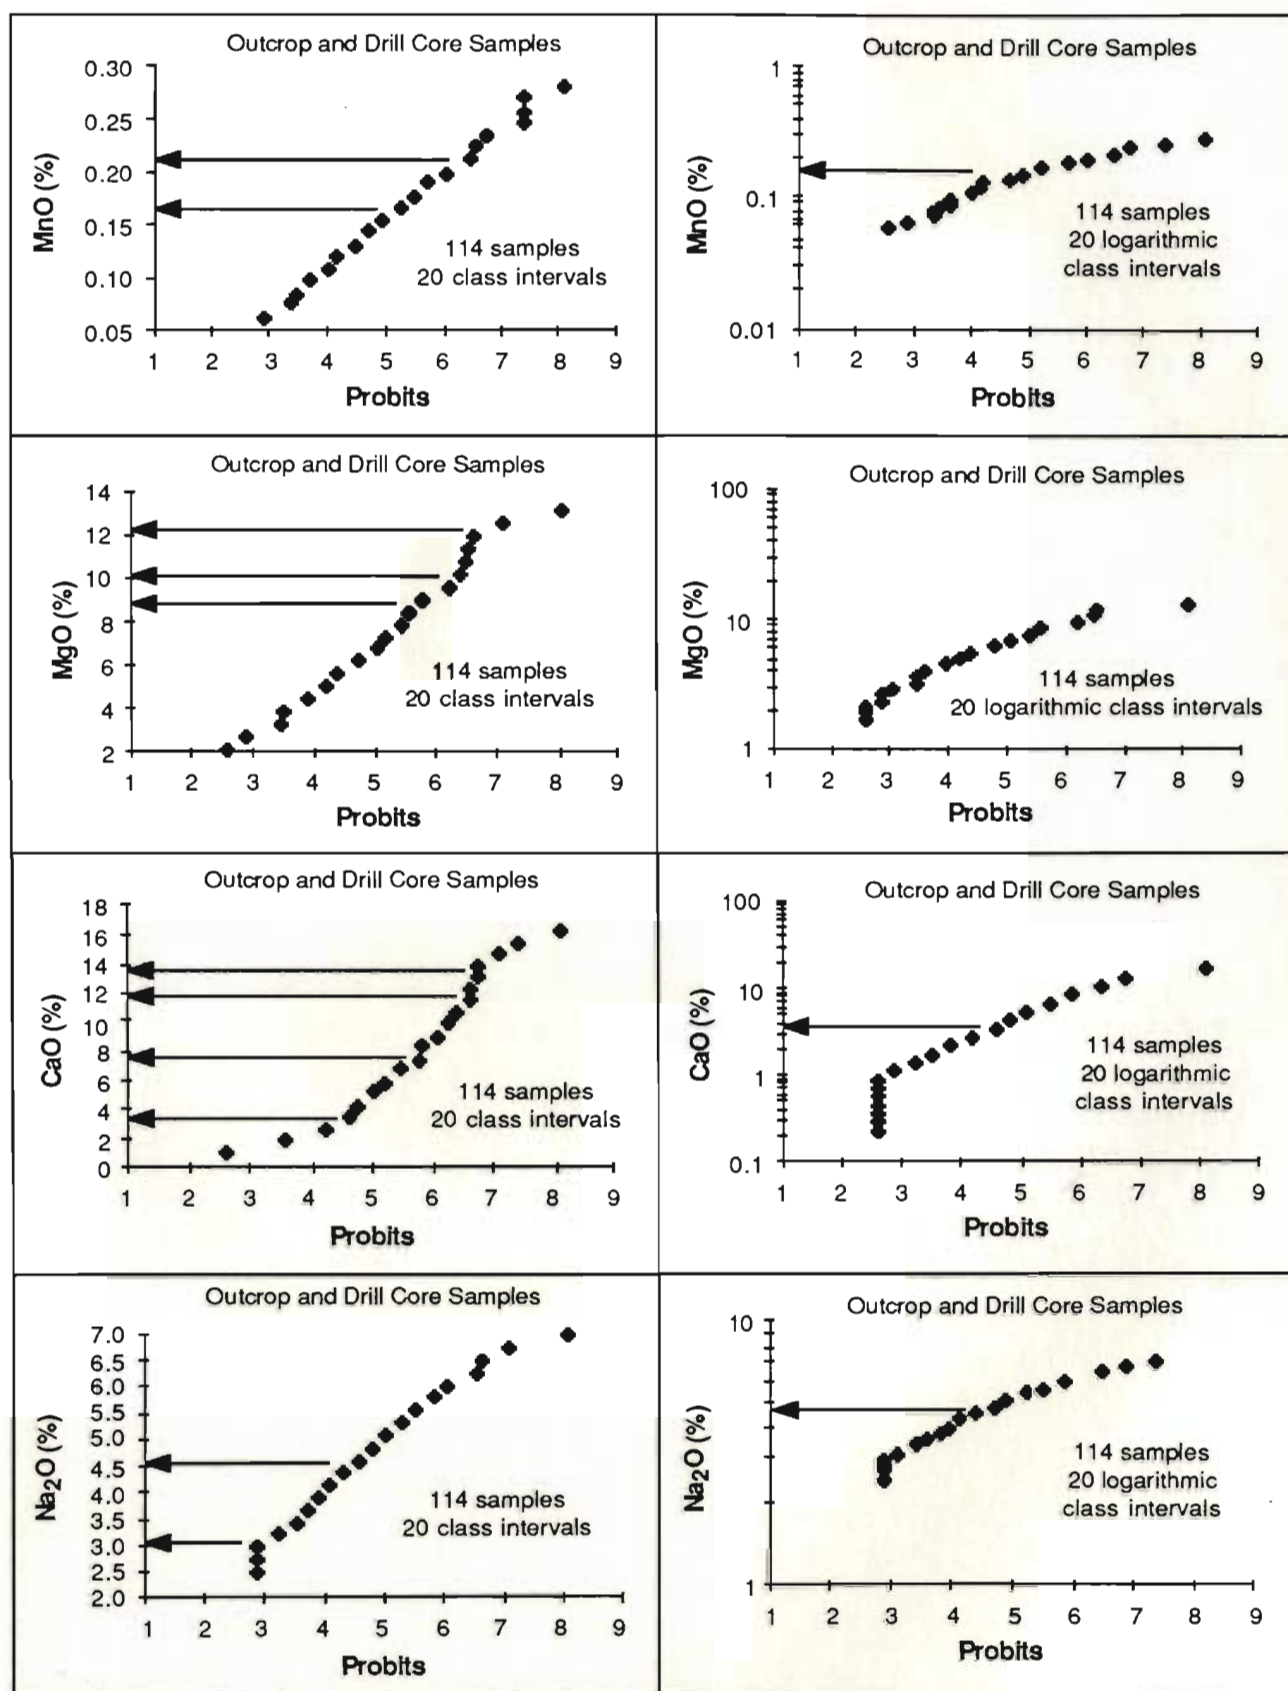 Outcrop and Drill Core Samples
0.30
0.25
0.20
0.15
0.10
0.05
MnO (%)
114 samples
20 class intervals
1 2 3 4 5 6 7 8 9
Probits
Outcrop and Drill Core Samples
1
0.1
0.01
MnO (%)
114 samples
20 logarithmic
class intervals
1 2 3 4 5 6 7 8 9
Probits
Outcrop and Drill Core Samples
14
12
10
8
6
4
2
MgO (%)
114 samples
20 class intervals
1 2 3 4 5 6 7 8 9
Probits
Outcrop and Drill Core Samples
100
10
1
MgO (%)
114 samples
20 logarithmic class intervals
1 2 3 4 5 6 7 8 9
Probits
Outcrop and Drill Core Samples
18
16
14
12
10
8
6
4
2
0
CaO (%)
114 samples
20 class intervals
1 2 3 4 5 6 7 8 9
Probits
Outcrop and Drill Core Samples
100
10
1
0.1
CaO (%)
114 samples
20 logarithmic
class intervals
1 2 3 4 5 6 7 8 9
Probits
Outcrop and Drill Core Samples
7.0
6.5
6.0
5.5
5.0
4.5
4.0
3.5
3.0
2.5
2.0
Na2O (%)
114 samples
20 class intervals
1 2 3 4 5 6 7 8 9
Probits
Outcrop and Drill Core Samples
10
1
Na2O (%)
114 samples
20 logarithmic
class intervals
1 2 3 4 5 6 7 8 9
Probits